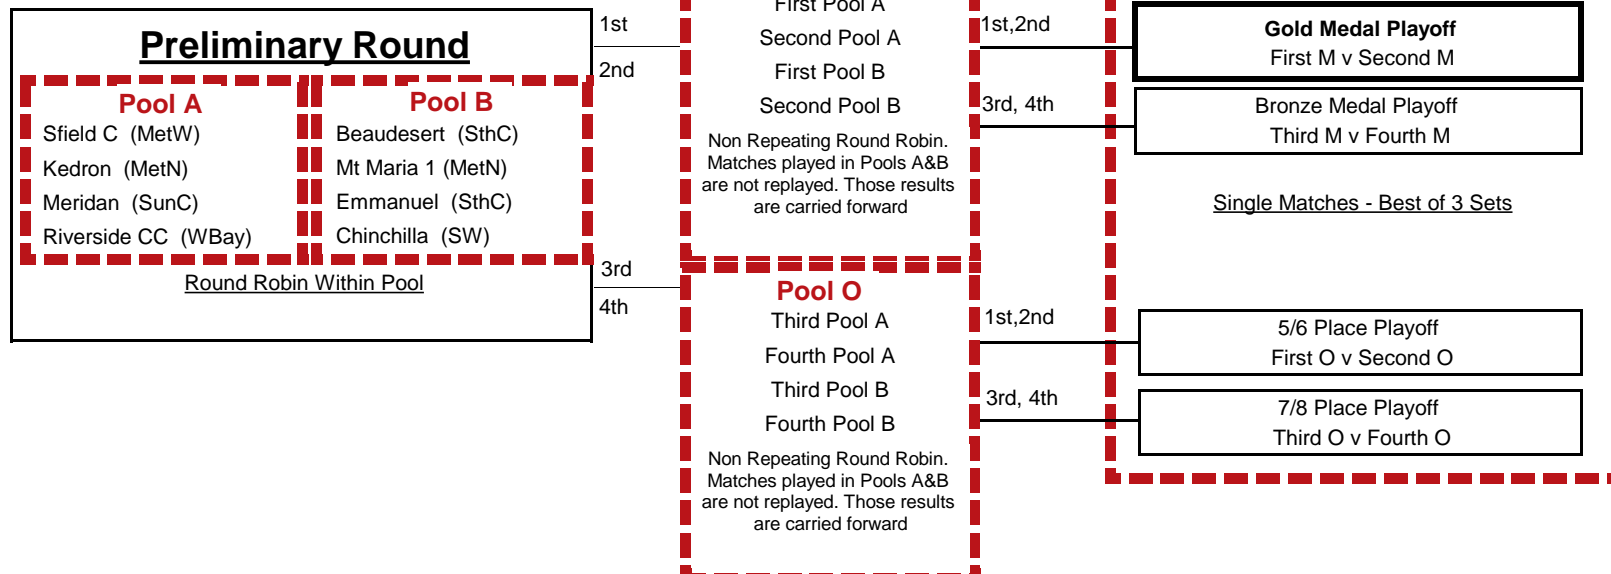 Preliminary Round
Pool A
Sfield C (MetW)
Kedron (MetN)
Meridan (SunC)
Riverside CC (WBay)
Pool B
Beaudesert (SthC)
Mt Maria 1 (MetN)
Emmanuel (SthC)
Chinchilla (SW)
Round Robin Within Pool
1st
2nd
3rd
4th
First Pool A
Second Pool A
First Pool B
Second Pool B
Non Repeating Round Robin.
Matches played in Pools A&B
are not replayed. Those results
are carried forward
Pool O
Third Pool A
Fourth Pool A
Third Pool B
Fourth Pool B
Non Repeating Round Robin.
Matches played in Pools A&B
are not replayed. Those results
are carried forward
1st,2nd
3rd, 4th
1st,2nd
3rd, 4th
Gold Medal Playoff
First M v Second M
Bronze Medal Playoff
Third M v Fourth M
Single Matches - Best of 3 Sets
5/6 Place Playoff
First O v Second O
7/8 Place Playoff
Third O v Fourth O